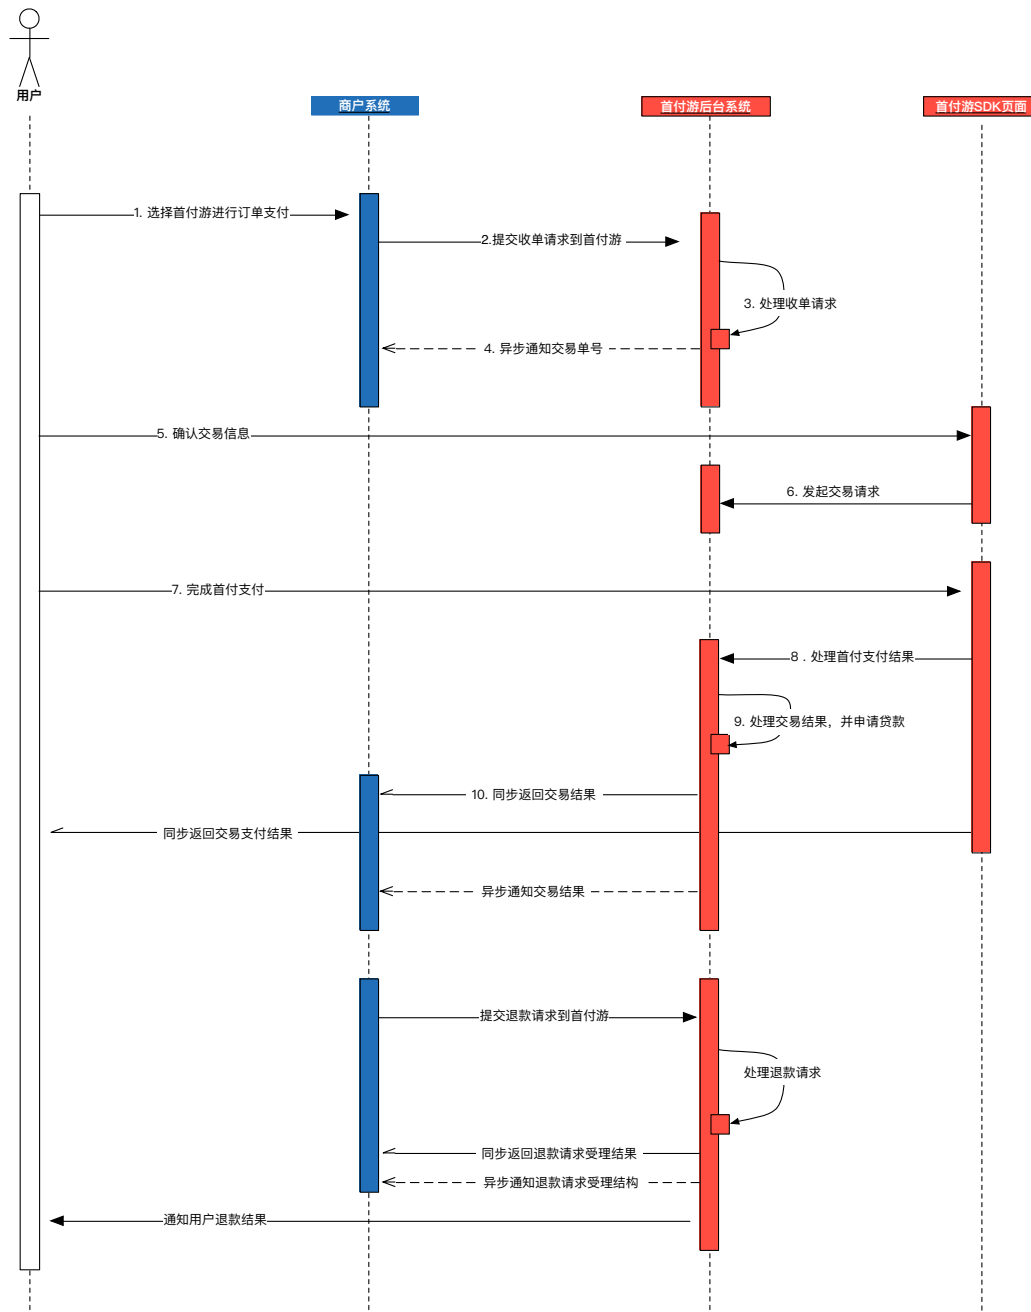 用户
商户系统
首付游后台系统
首付游SDK页面
1. 选择首付游进行订单支付
2.提交收单请求到首付游
3. 处理收单请求
4. 异步通知交易单号
5. 确认交易信息
6. 发起交易请求
7. 完成首付支付
8 . 处理首付支付结果
9. 处理交易结果，并申请贷款
10. 同步返回交易结果
同步返回交易支付结果
异步通知交易结果
提交退款请求到首付游
处理退款请求
同步返回退款请求受理结果
异步通知退款请求受理结构
通知用户退款结果